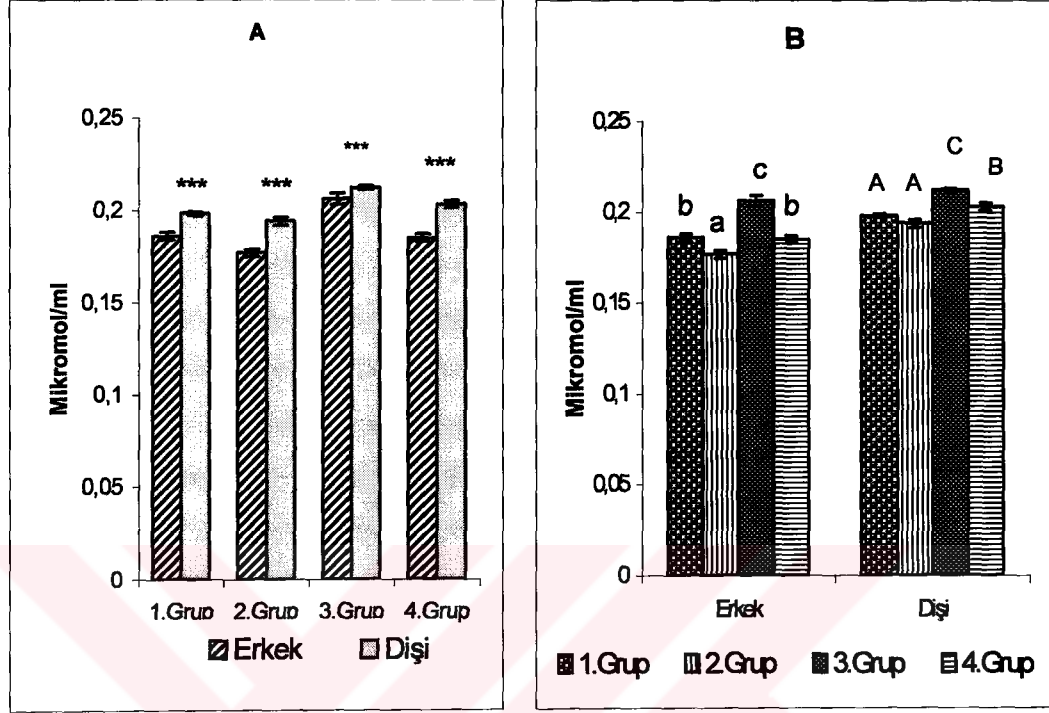 A
0,25
0,2
0,15
0,1
0,05
0
Mikromol/ml
*** *** *** ***
1.Grup 2.Grup 3.Grup 4.Grup
Erkek Dişi
B
0,25
0,2
0,15
0,1
0,05
0
Mikromol/ml
b a c b A A C B
Erkek Dişi
1.Grup 2.Grup 3.Grup 4.Grup